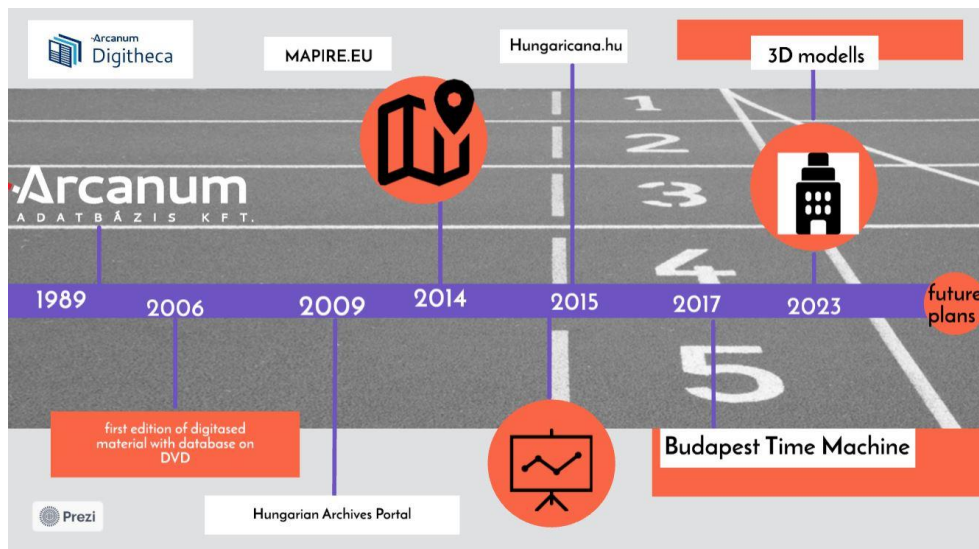 Arcanum
Digitheca
MAPIRE.EU
Hungaricana.hu
3D modells
1
2
3
4
5
Arcanum
ADATBÁZIS KFT.
1989
2006
2009
2014
2015
2017
2023
future
plans
first edition of digitased
material with database on
DVD
Hungarian Archives Portal
Budapest Time Machine
Prezi